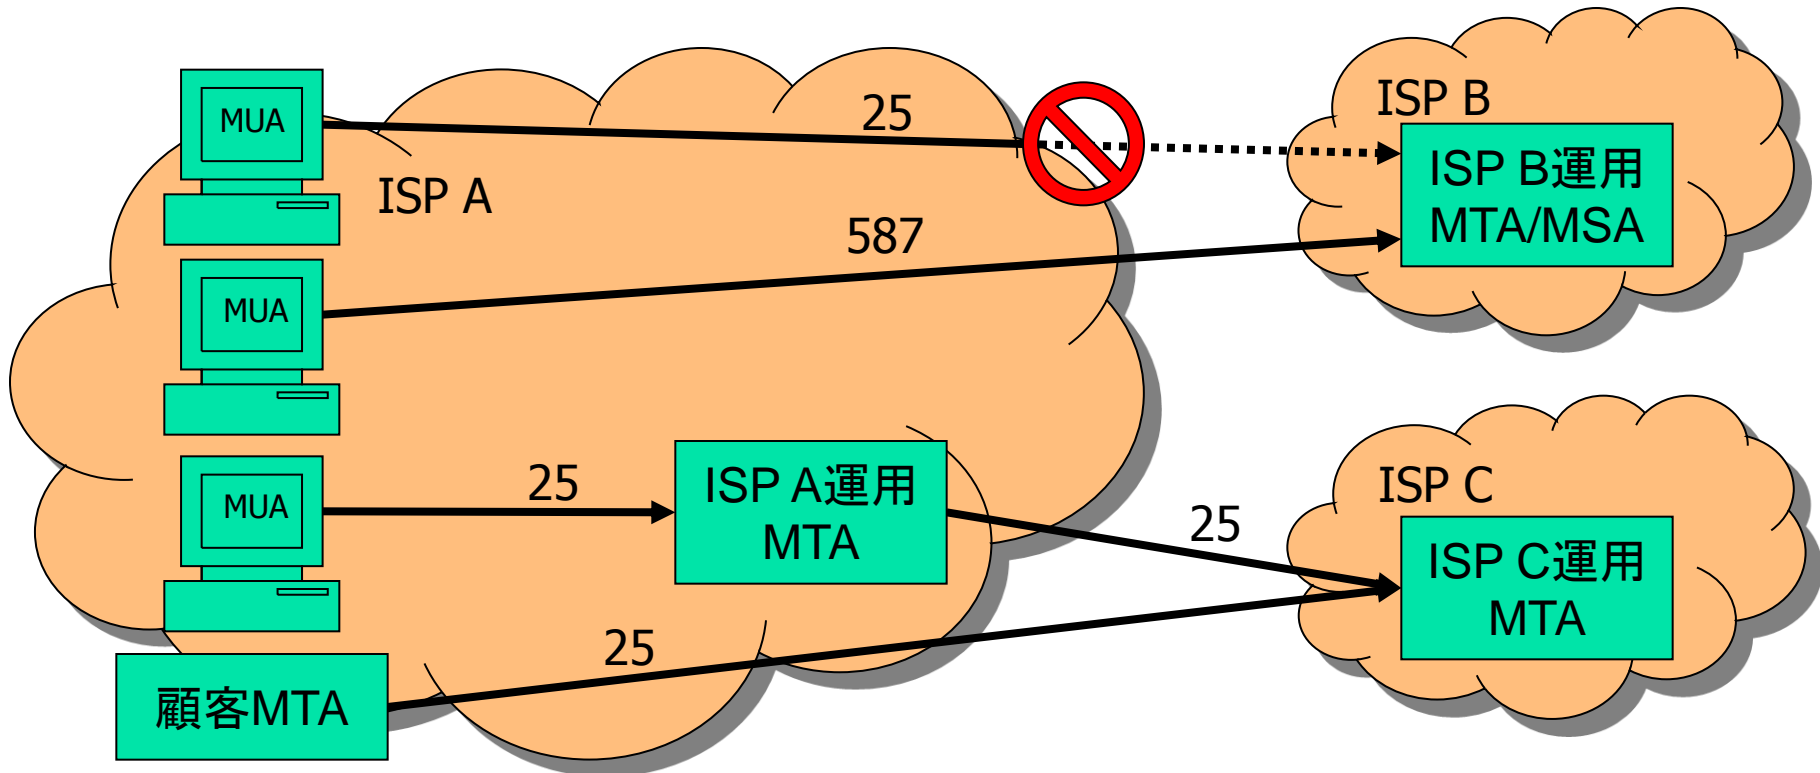 MUA
25
ISP A
ISP B
ISP B運用
MTA/MSA
MUA
587
MUA
25
ISP A運用
MTA
25
ISP C
ISP C運用
MTA
顧客MTA
25